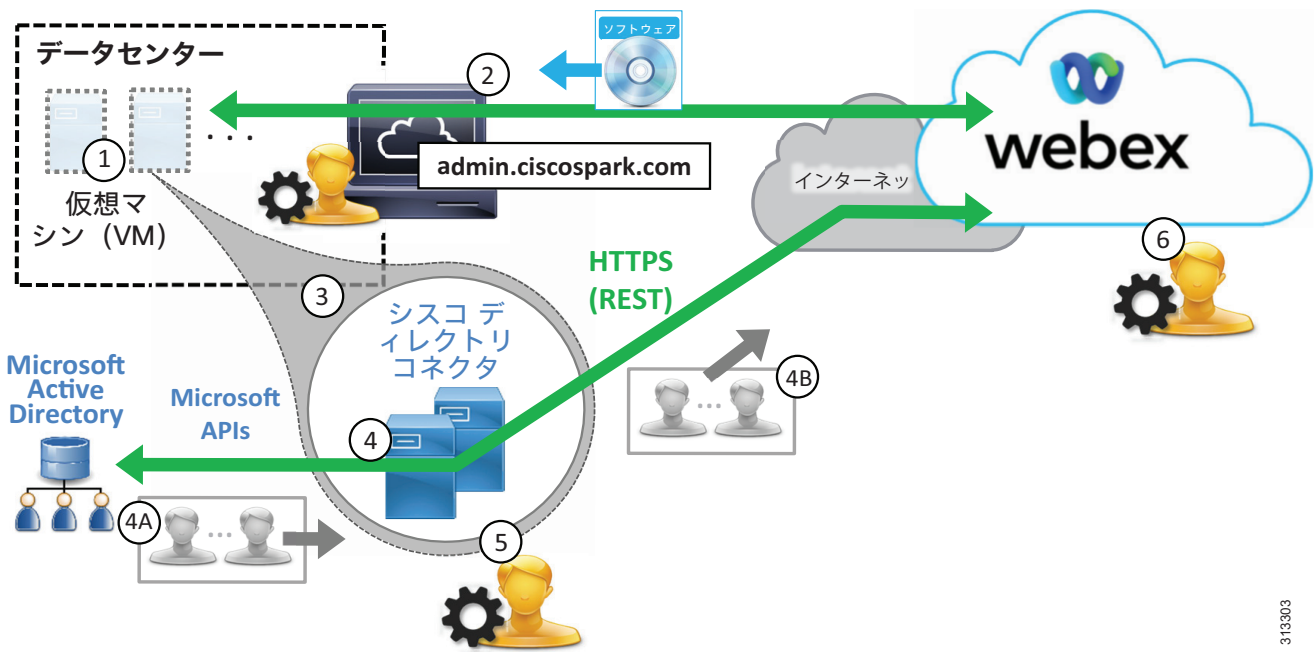 データセンター
ソフトウェア
2
1
仮想マ
シン（VM）
...
admin.ciscospark.com
webex
インターネッ
3
HTTPS
(REST)
6
シスコ デ
ィレクトリ
コネクタ
4B
Microsoft
Active
Directory
Microsoft
APIs
4
4A
5
313303